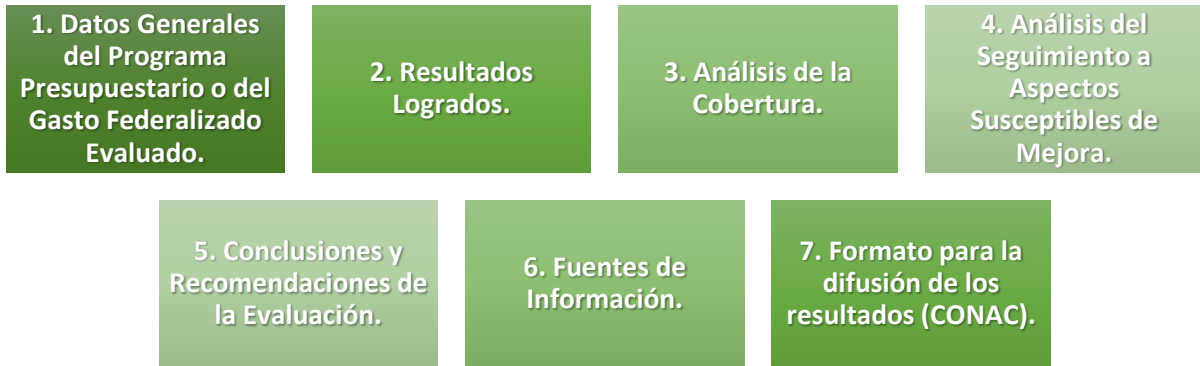 1. Datos Generales
del Programa
Presupuestario o del
Gasto Federalizado
Evaluado.
2. Resultados
Logrados.
3. Análisis de la
Cobertura.
4. Análisis del
Seguimiento a
Aspectos
Susceptibles de
Mejora.
5. Conclusiones y
Recomendaciones de
la Evaluación.
6. Fuentes de
Información.
7. Formato para la
difusión de los
resultados (CONAC).